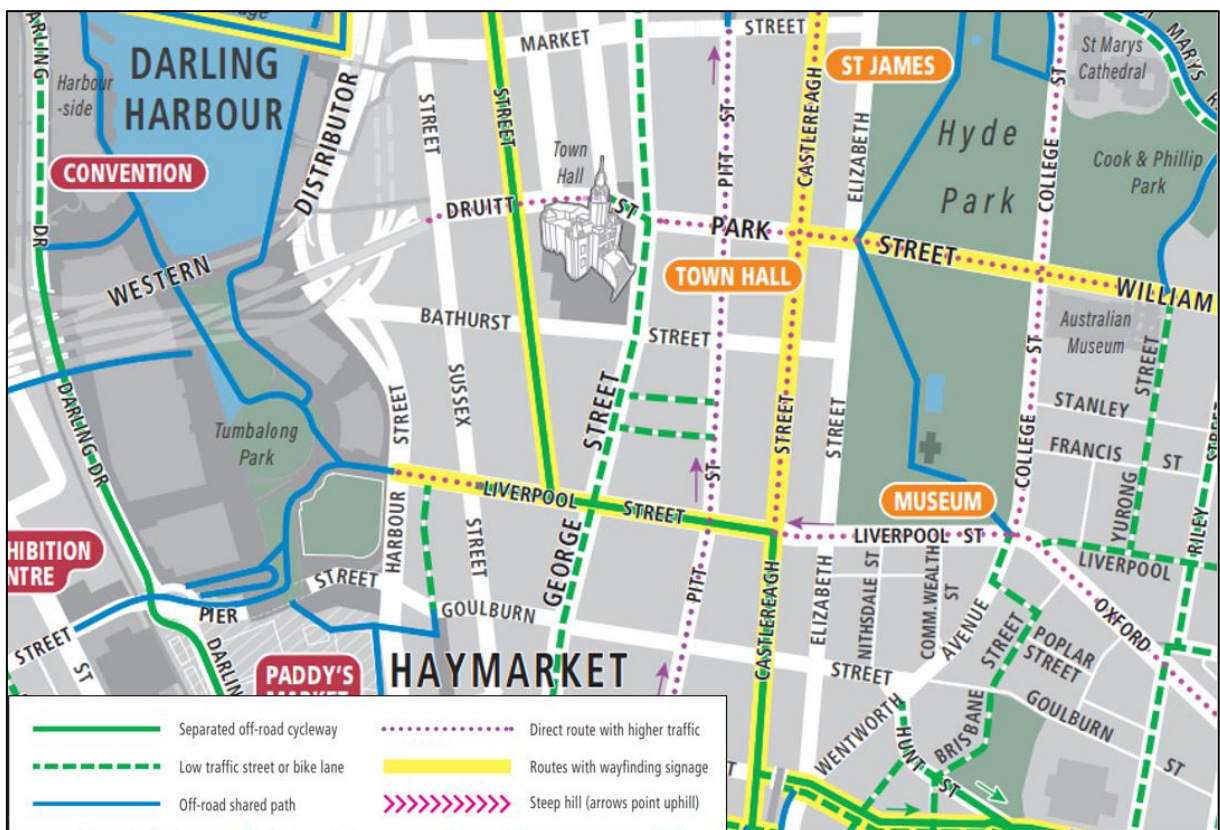 DARLING DR
Harbour
-side
DARLING
HARBOUR
CONVENTION
DISTRIBUTOR
WESTERN
MARKET
STREET
STREET
STREET
Town
Hall
DRUITT
ST
PARK
STREET
WILLIAM
PITT
ST
CASTLEREAGH
STREET
ELIZABETH
STREET
ST JAMES
Hyde
Park
COLLEGE
ST
St Marys
Cathedral
ST MARYS
Cook & Phillip
Park
TOWN HALL
BATHURST
STREET
SUSSEX
STREET
HARBOUR
STREET
GEORGE
STREET
Australian
Museum
COLLEGE
ST
STANLEY
FRANCIS
ST
YURONG
STREET
RILEY
STREET
MUSEUM
Tumbalong
Park
DARLING DR
LIVERPOOL
STREET
LIVERPOOL ST
LIVERPOOL
OXFORD
HIBITION
NTRE
STREET
ST
PIER
STREET
DARLIN
GOULBURN
STREET
GOULBURN
ST
PITT
ST
CASTLEREAGH
ELIZABETH
NITHSDALE ST
COMM.WEALTH
ST
WENTWORTH
AVENUE
HUNT
ST
BRISBANE
STREET
POPLAR
STREET
HAYMARKET
PADDY'S
MARKET
ST
Separated off-road cycleway
Low traffic street or bike lane
Off-road shared path
Direct route with higher traffic
Routes with wayfinding signage
Steep hill (arrows point uphill)